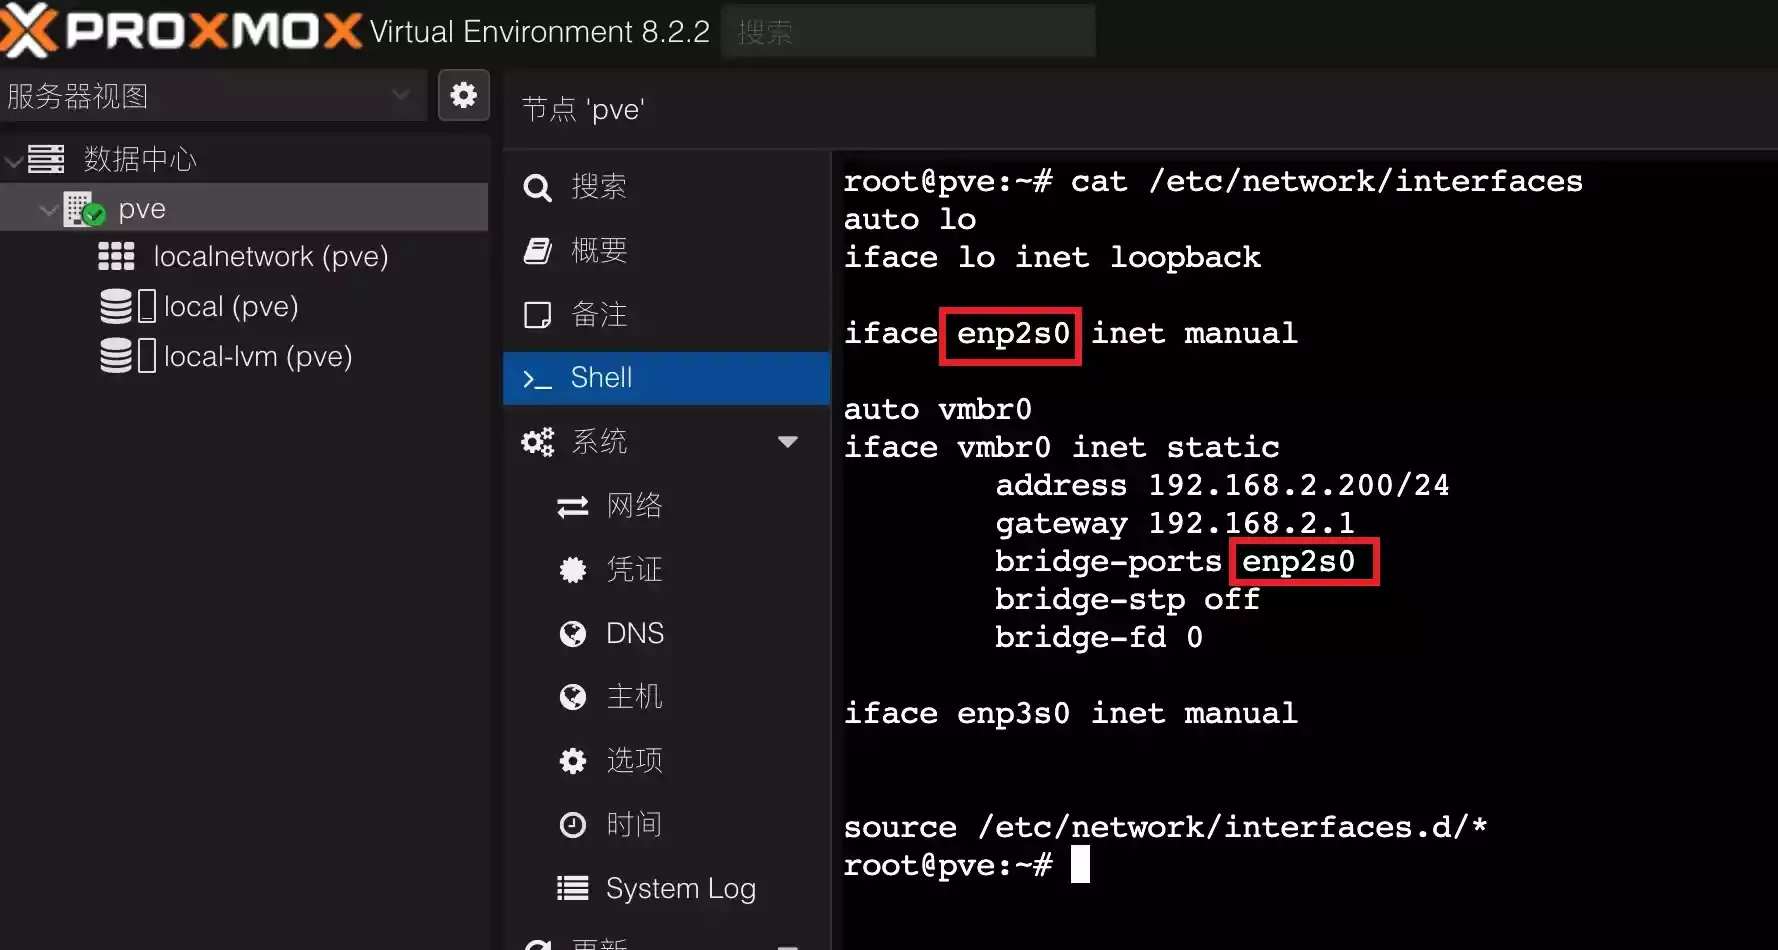 PROXMOX Virtual Environment 8.2.2 搜索
服务器视图
数据中心
pve
localnetwork (pve)
local (pve)
local-lvm (pve)
节点 'pve'
搜索
概要
备注
Shell
系统
网络
凭证
DNS
主机
选项
时间
System Log
更新
root@pve:~# cat /etc/network/interfaces
auto lo
iface lo inet loopback
iface enp2s0 inet manual
auto vmbr0
iface vmbr0 inet static
address 192.168.2.200/24
gateway 192.168.2.1
bridge-ports enp2s0
bridge-stp off
bridge-fd 0
iface enp3s0 inet manual
source /etc/network/interfaces.d/*
root@pve:~#